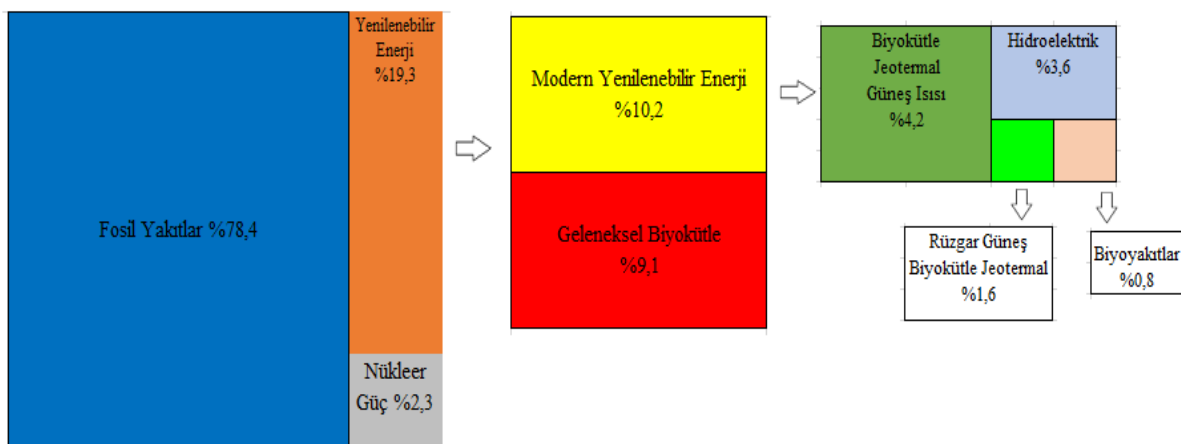 Fosil Yakıtlar %78,4
Yenilenebilir
Enerji
%19,3
Nükleer
Güç %2,3
Modern Yenilenebilir Enerji
%10,2
Geleneksel Biyokütle
%9,1
Biyokütle
Jeotermal
Güneş Isısı
%4,2
Hidroelektrik
%3,6
Rüzgar Güneş
Biyokütle Jeotermal
%1,6
Biyoyakıtlar
%0,8